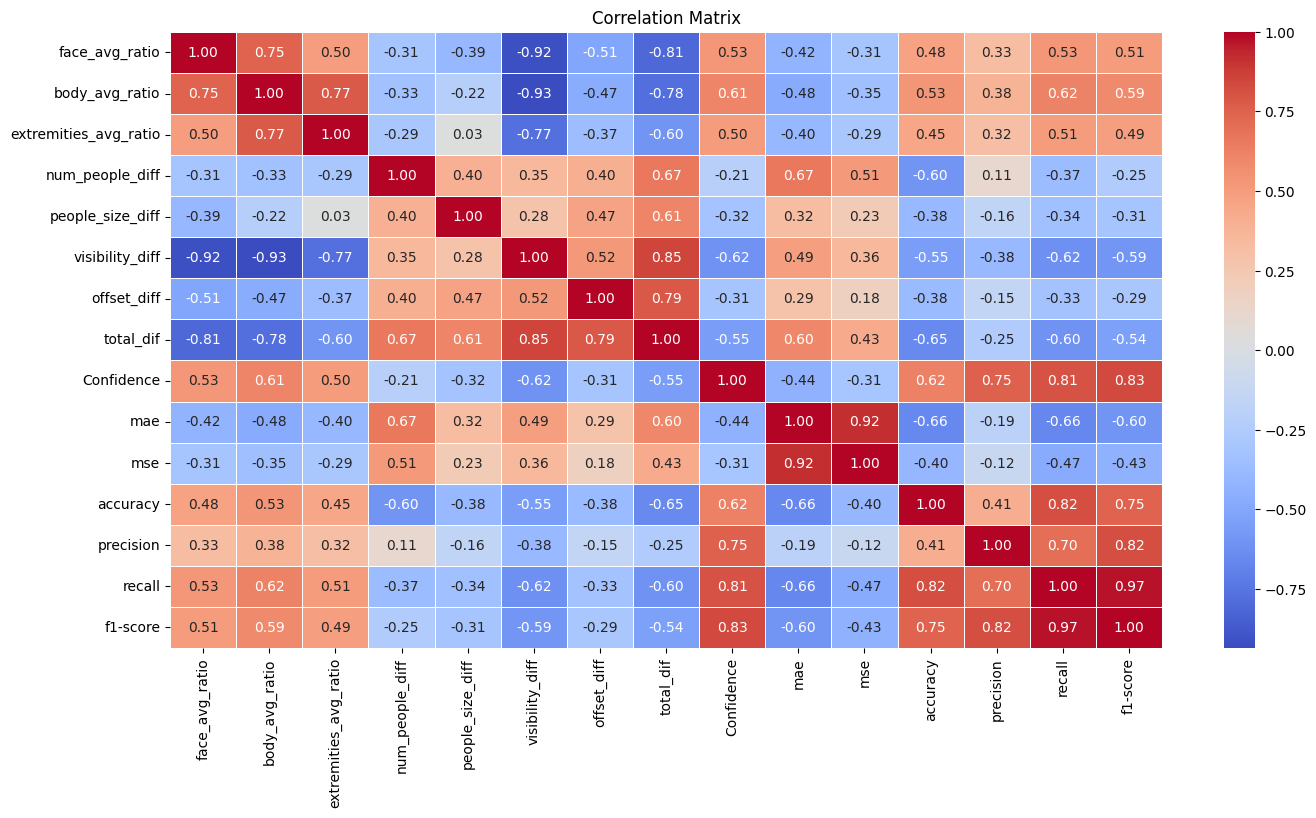 Correlation Matrix
face_avg_ratio 1.00 0.75 0.50 -0.31 -0.39 -0.92 -0.51 -0.81 0.53 -0.42 -0.31 0.48 0.33 0.53 0.51
body_avg_ratio 0.75 1.00 0.77 -0.33 -0.22 -0.93 -0.47 -0.78 0.61 -0.48 -0.35 0.53 0.38 0.62 0.59
extremities_avg_ratio 0.50 0.77 1.00 -0.29 0.03 -0.77 -0.37 -0.60 0.50 -0.40 -0.29 0.45 0.32 0.51 0.49
num_people_diff -0.31 -0.33 -0.29 1.00 0.40 0.35 0.40 0.67 -0.21 0.67 0.51 -0.60 0.11 -0.37 -0.25
people_size_diff -0.39 -0.22 0.03 0.40 1.00 0.28 0.47 0.61 -0.32 0.32 0.23 -0.38 -0.16 -0.34 -0.31
visibility_diff -0.92 -0.93 -0.77 0.35 0.28 1.00 0.52 0.85 -0.62 0.49 0.36 -0.55 -0.38 -0.62 -0.59
offset_diff -0.51 -0.47 -0.37 0.40 0.47 0.52 1.00 0.79 -0.31 0.29 0.18 -0.38 -0.15 -0.33 -0.29
total_dif -0.81 -0.78 -0.60 0.67 0.61 0.85 0.79 1.00 -0.55 0.60 0.43 -0.65 -0.25 -0.60 -0.54
Confidence 0.53 0.61 0.50 -0.21 -0.32 -0.62 -0.31 -0.55 1.00 -0.44 -0.31 0.62 0.75 0.81 0.83
mae -0.42 -0.48 -0.40 0.67 0.32 0.49 0.29 0.60 -0.44 1.00 0.92 -0.66 -0.19 -0.66 -0.60
mse -0.31 -0.35 -0.29 0.51 0.23 0.36 0.18 0.43 -0.31 0.92 1.00 -0.40 -0.12 -0.47 -0.43
accuracy 0.48 0.53 0.45 -0.60 -0.38 -0.55 -0.38 -0.65 0.62 -0.66 -0.40 1.00 0.41 0.82 0.75
precision 0.33 0.38 0.32 0.11 -0.16 -0.38 -0.15 -0.25 0.75 -0.19 -0.12 0.41 1.00 0.70 0.82
recall 0.53 0.62 0.51 -0.37 -0.34 -0.62 -0.33 -0.60 0.81 -0.66 -0.47 0.82 0.70 1.00 0.97
f1-score 0.51 0.59 0.49 -0.25 -0.31 -0.59 -0.29 -0.54 0.83 -0.60 -0.43 0.75 0.82 0.97 1.00
face_avg_ratio
body_avg_ratio
extremities_avg_ratio
num_people_diff
people_size_diff
visibility_diff
offset_diff
total_dif
Confidence
mae
mse
accuracy
precision
recall
f1-score
1.00
0.75
0.50
0.25
0.00
−0.25
−0.50
−0.75